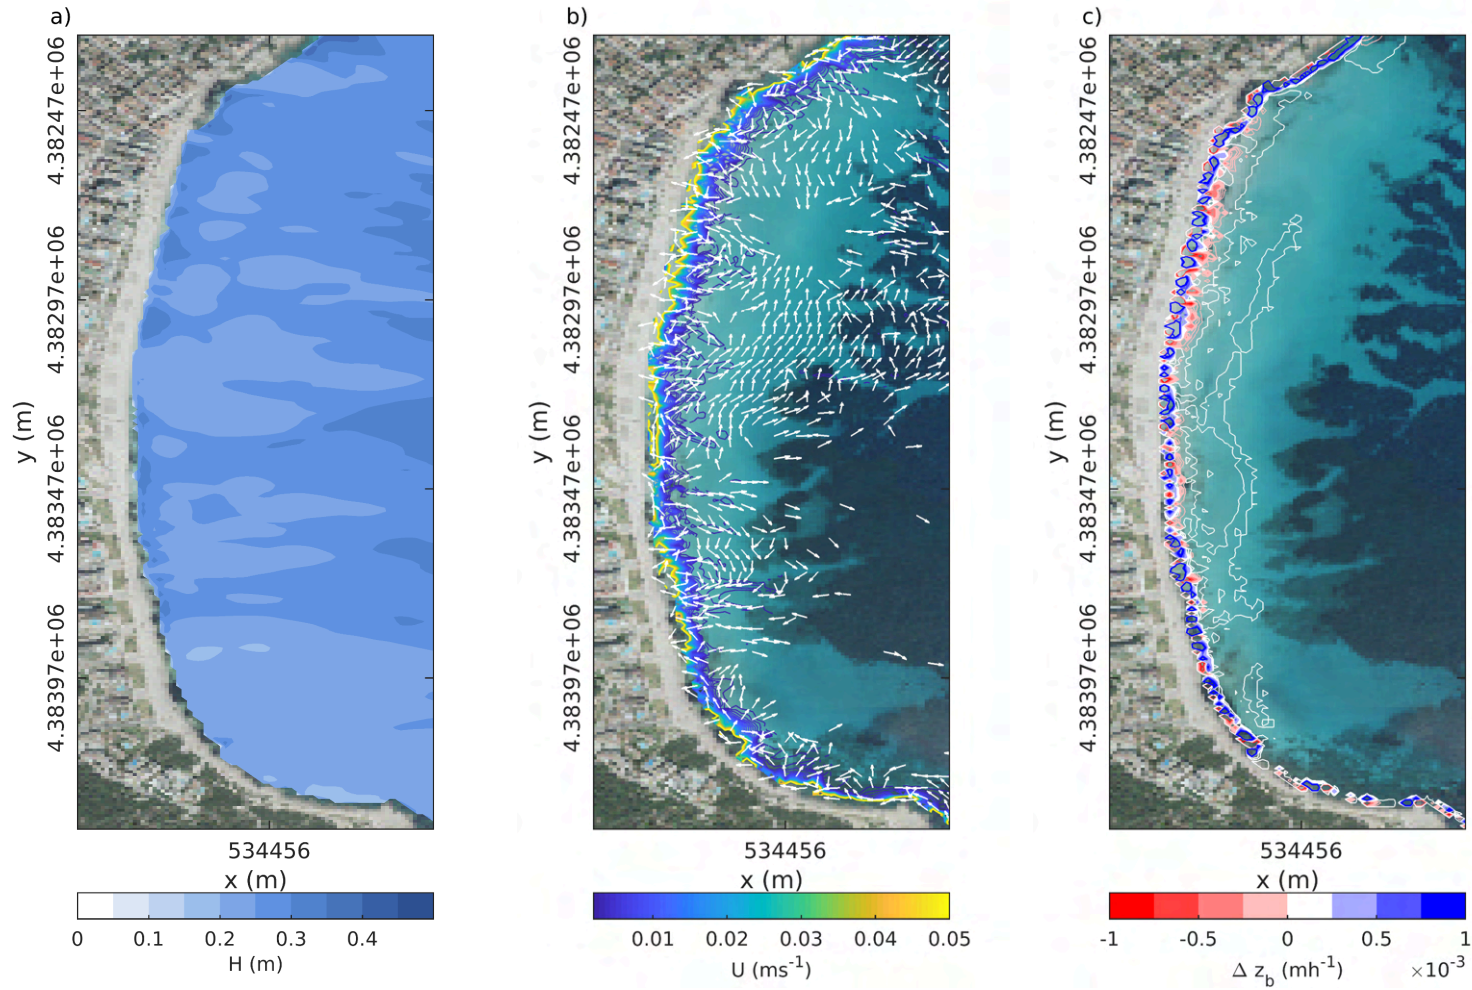 a)
4.38247e+06
4.38297e+06
4.38347e+06
4.38397e+06
y (m)
534456
x (m)
0 0.1 0.2 0.3 0.4
H (m)
b)
4.38247e+06
4.38297e+06
4.38347e+06
4.38397e+06
y (m)
534456
x (m)
0.01 0.02 0.03 0.04 0.05
U (ms⁻¹)
c)
4.38247e+06
4.38297e+06
4.38347e+06
4.38397e+06
y (m)
534456
x (m)
-1 -0.5 0 0.5 1
Δ z_b (mh⁻¹) ×10⁻³